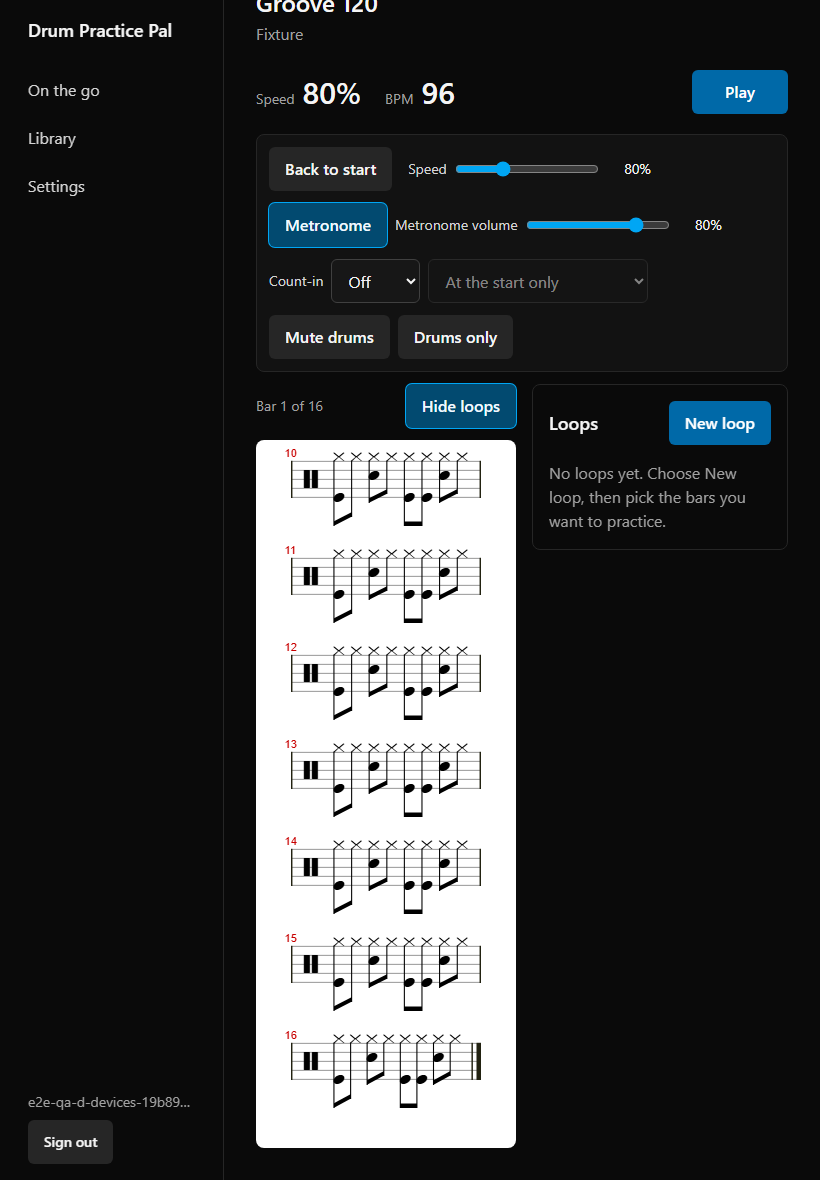 Drum Practice Pal
On the go
Library
Settings
Groove 120
Fixture
Speed 80% BPM 96
Play
Back to start Speed 80%
Metronome Metronome volume 80%
Count-in Off At the start only
Mute drums Drums only
Bar 1 of 16
Hide loops
Loops
New loop
No loops yet. Choose New
loop, then pick the bars you
want to practice.
10
11
12
13
14
15
16
e2e-qa-d-devices-19b89...
Sign out